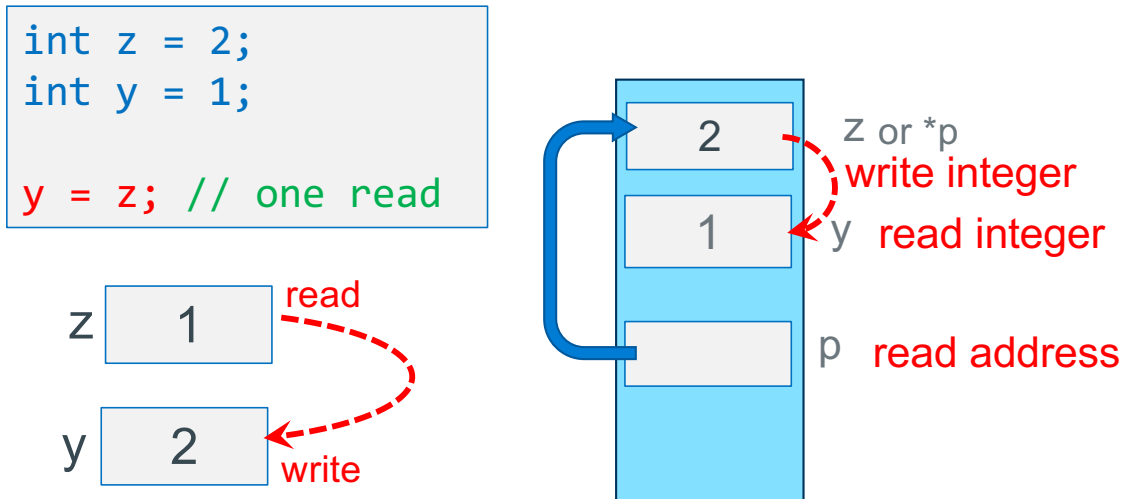 int z = 2;
int y = 1;
y = z; // one read
z 1 read
y 2 write
2 z or *p
write integer
1 y read integer
p read address